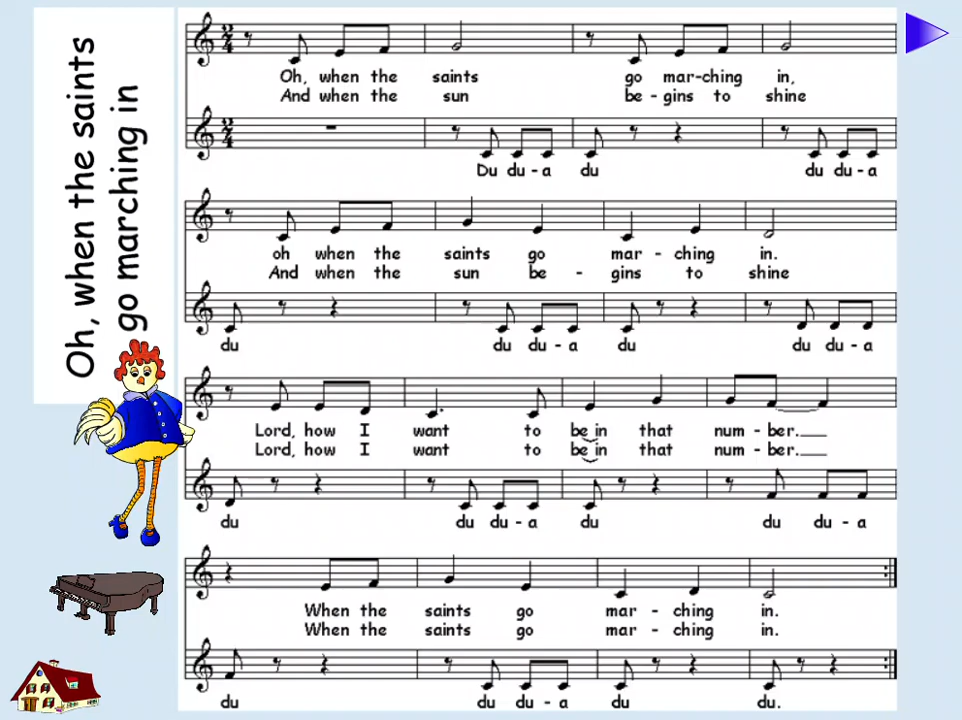 Oh, when the saints
go marching in
Oh, when the saints go mar-ching in,
And when the sun be - gins to shine
Du du - a du du du - a
oh when the saints go mar - ching in.
And when the sun be - gins to shine
du du du - a du du du - a
Lord, how I want to be in that num - ber.
Lord, how I want to be in that num - ber.
du du du - a du du du - a
When the saints go mar - ching in.
When the saints go mar - ching in.
du du du - a du du.